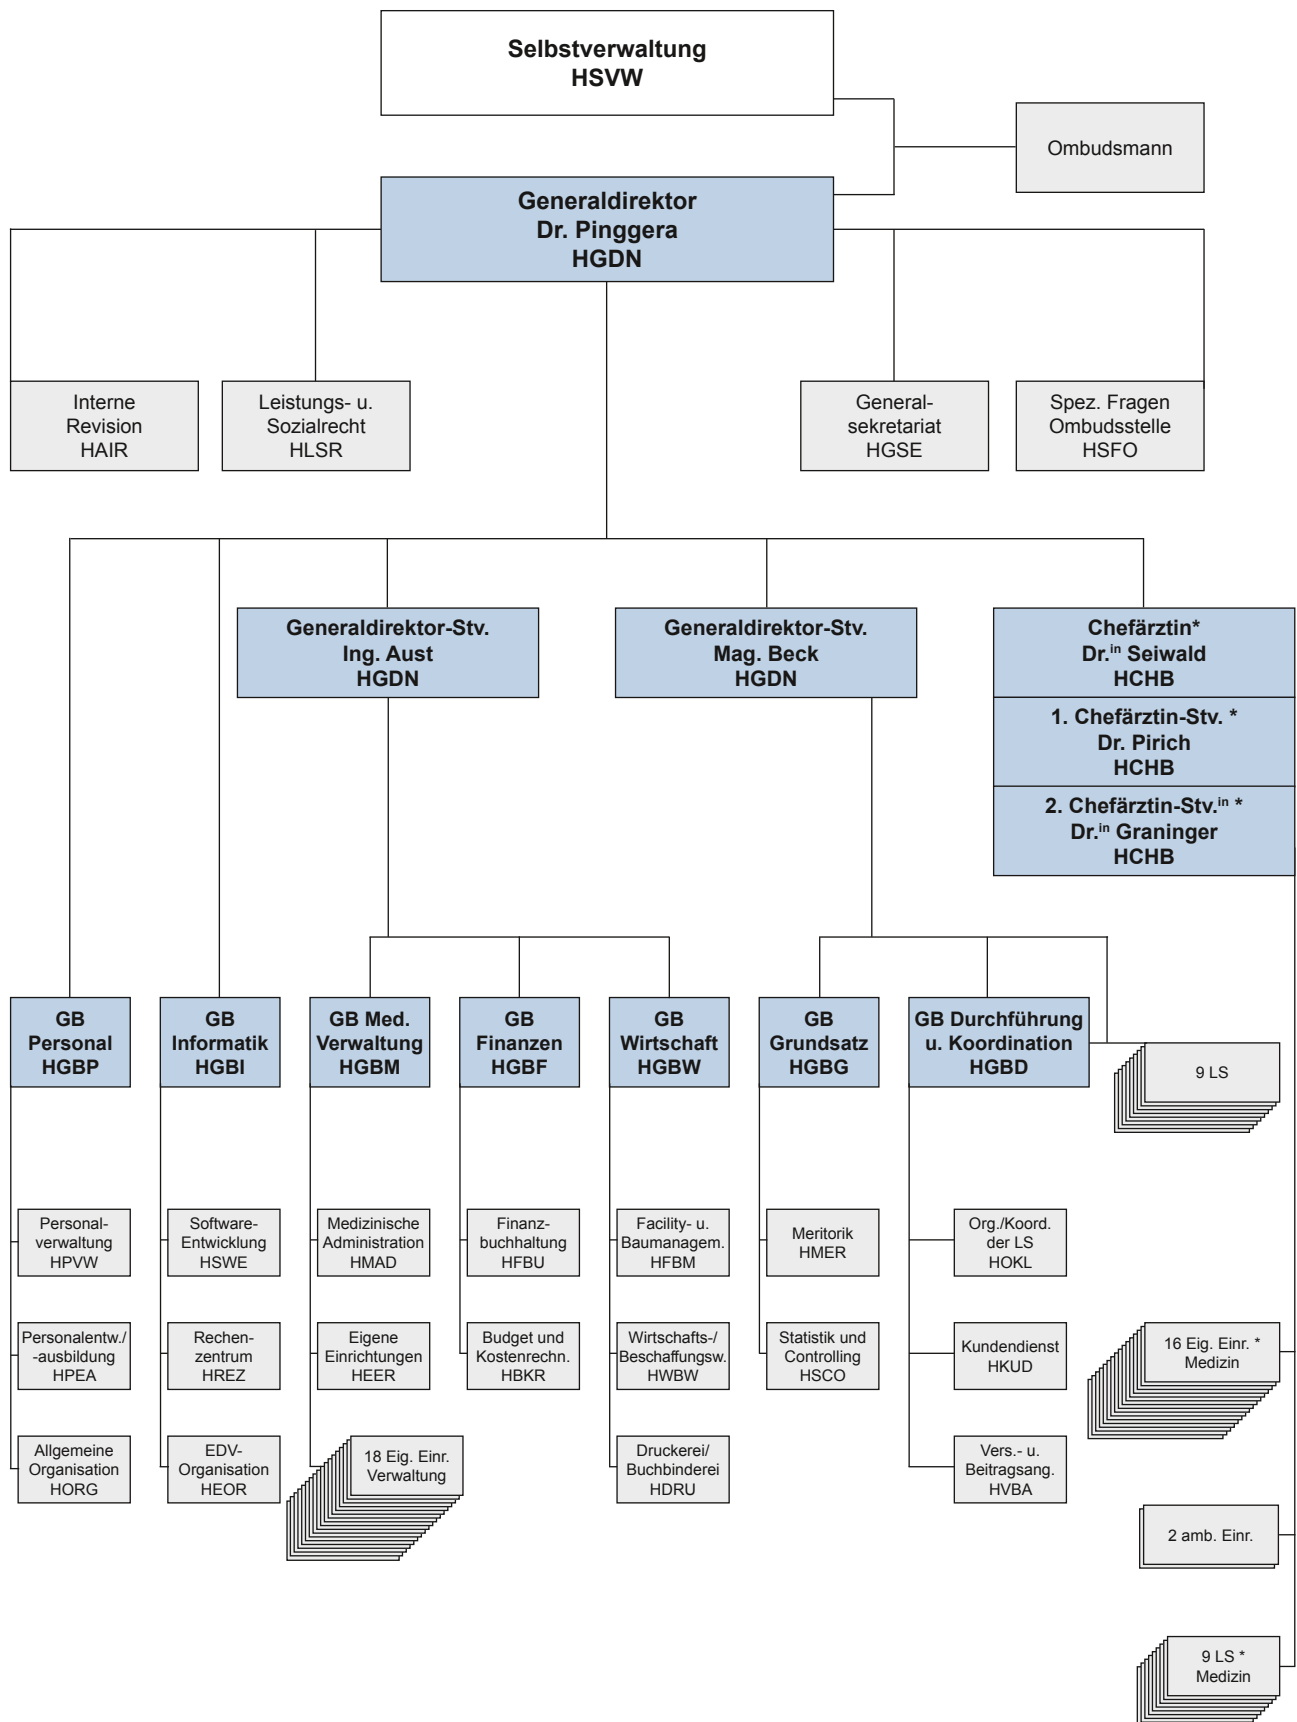 Selbstverwaltung
HSVW
Ombudsmann
Generaldirektor
Dr. Pinggera
HGDN
Interne
Revision
HAIR
Leistungs- u.
Sozialrecht
HLSR
General-
sekretariat
HGSE
Spez. Fragen
Ombudsstelle
HSFO
Generaldirektor-Stv.
Ing. Aust
HGDN
Generaldirektor-Stv.
Mag. Beck
HGDN
Chefärztin*
Dr.in Seiwald
HCHB
1. Chefärztin-Stv. *
Dr. Pirich
HCHB
2. Chefärztin-Stv.in *
Dr.in Graninger
HCHB
GB
Personal
HGBP
GB
Informatik
HGBI
GB Med.
Verwaltung
HGBM
GB
Finanzen
HGBF
GB
Wirtschaft
HGBW
GB
Grundsatz
HGBG
GB Durchführung
u. Koordination
HGBD
9 LS
Personal-
verwaltung
HPVW
Software-
Entwicklung
HSWE
Medizinische
Administration
HMAD
Finanz-
buchhaltung
HFBU
Facility- u.
Baumanagem.
HFBM
Meritorik
HMER
Org./Koord.
der LS
HOKL
Personalentw./
-ausbildung
HPEA
Rechen-
zentrum
HREZ
Eigene
Einrichtungen
HEER
Budget und
Kostenrechn.
HBKR
Wirtschafts-/
Beschaffungsw.
HWBW
Statistik und
Controlling
HSCO
Kundendienst
HKUD
16 Eig. Einr. *
Medizin
Allgemeine
Organisation
HORG
EDV-
Organisation
HEOR
18 Eig. Einr.
Verwaltung
Druckerei/
Buchbinderei
HDRU
Vers.- u.
Beitragsang.
HVBA
2 amb. Einr.
9 LS *
Medizin